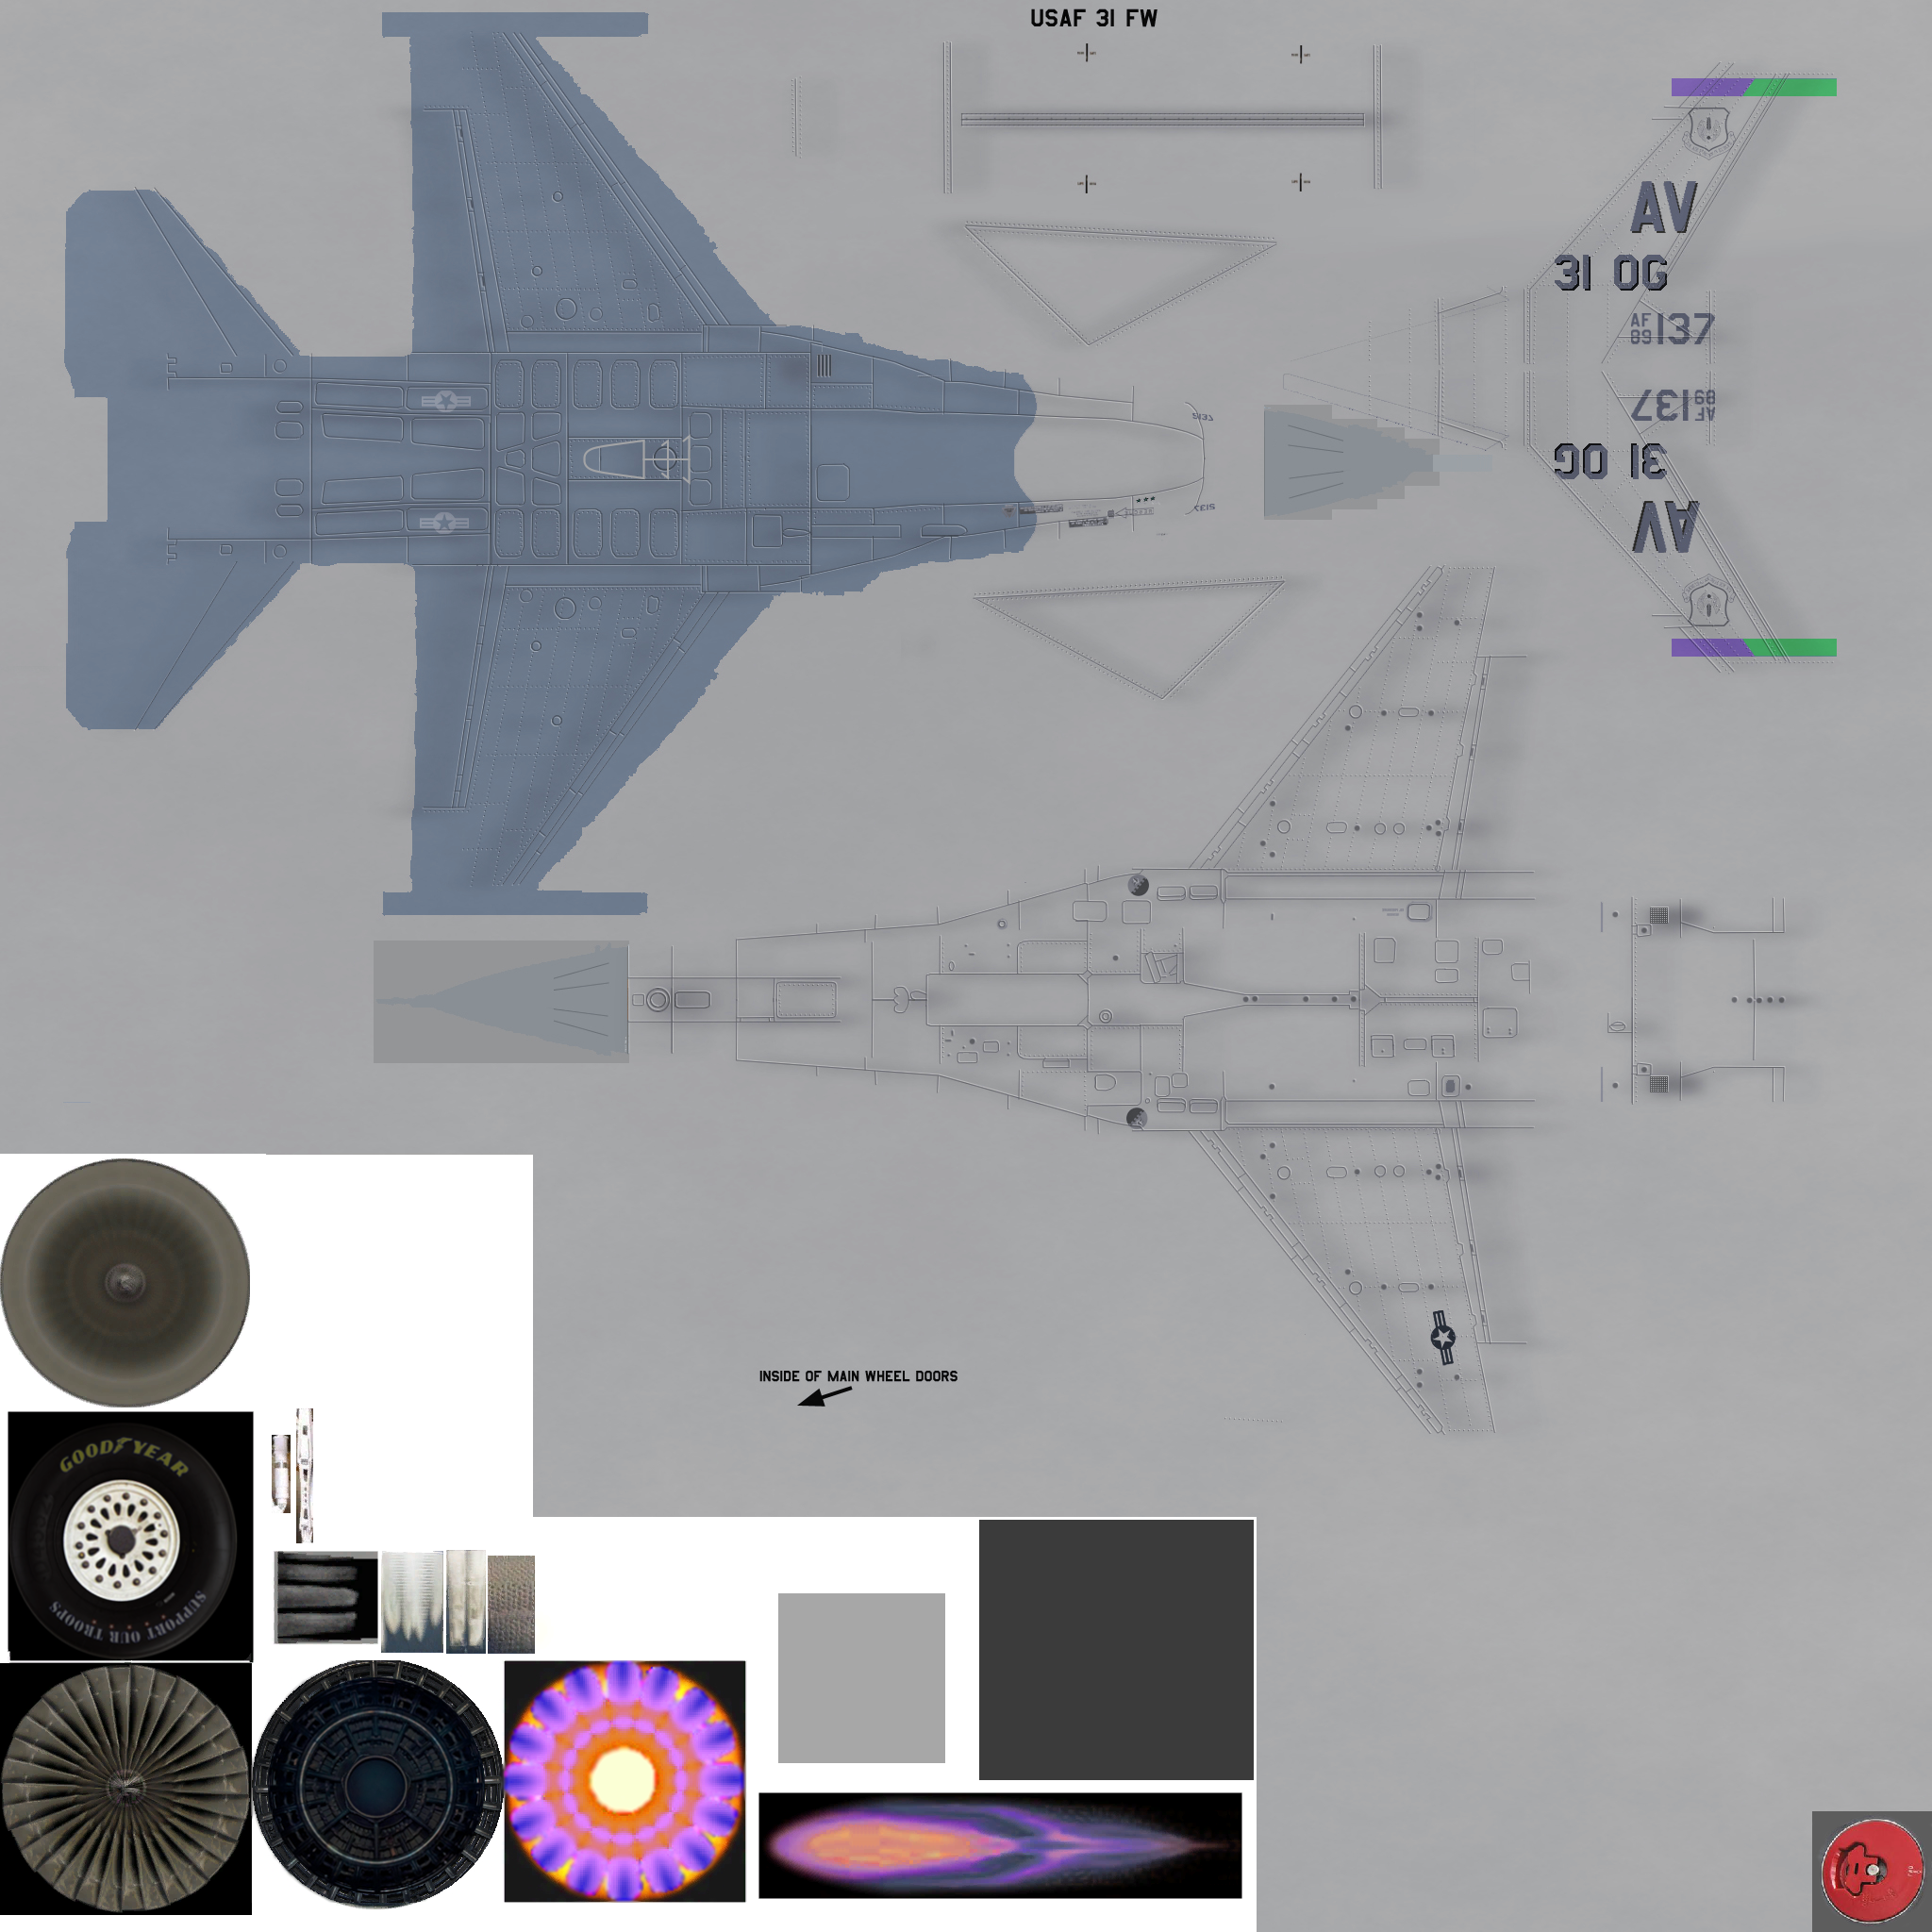 USAF 31 FW
AV
31 OG
AF
89 137
AF
89 137
31 OG
AV
INSIDE OF MAIN WHEEL DOORS
GOODYEAR
SUPPORT OUR TROOPS